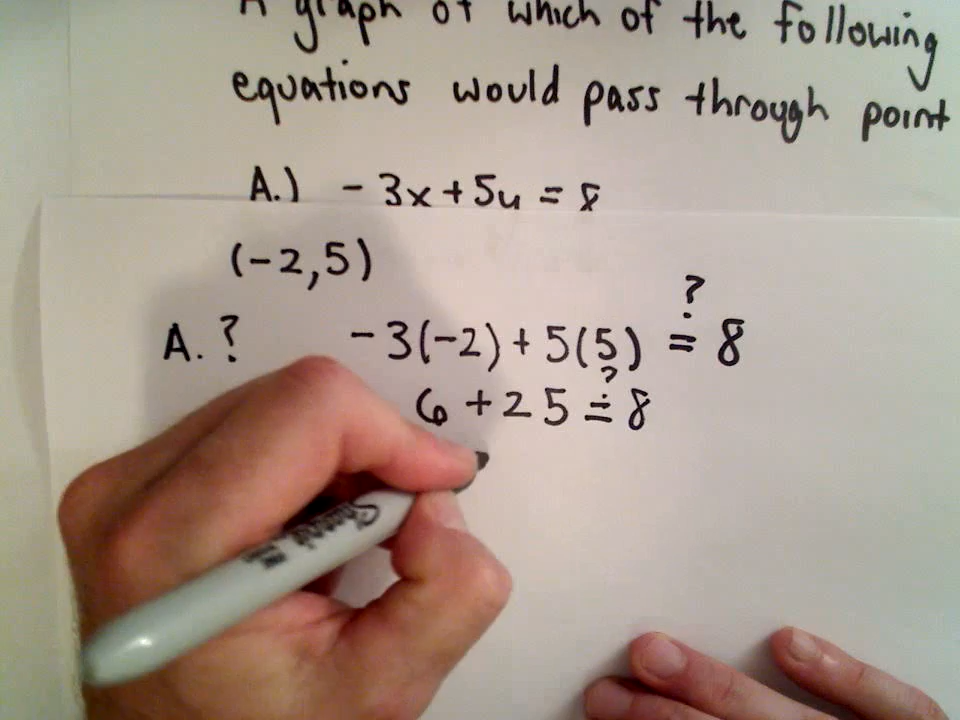 A graph of which of the following
equations would pass through point
A.) - 3x + 5y = 8
(-2,5)
A. ? - 3(-2) + 5(5) ≟ 8
6 + 25 ≟ 8
Sharpie